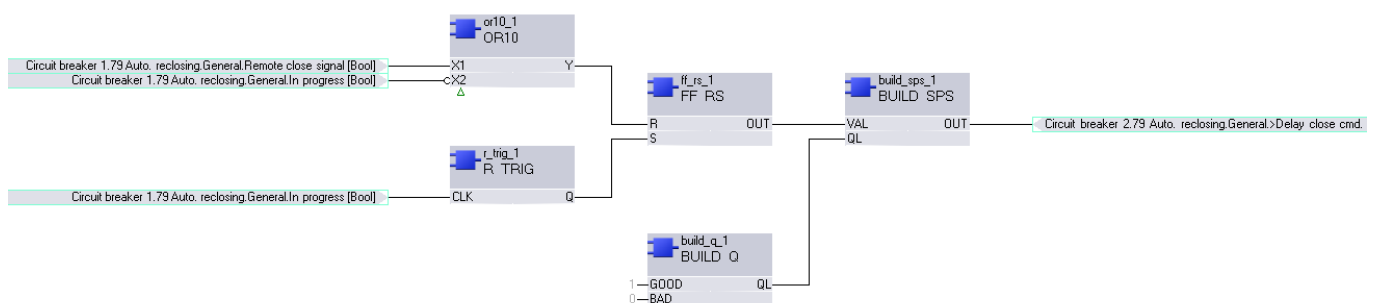 or10_1
OR10
Circuit breaker 1.79 Auto. reclosing.General.Remote close signal [Bool]
X1 Y
Circuit breaker 1.79 Auto. reclosing.General.In progress [Bool]
X2
r_trig_1
R TRIG
Circuit breaker 1.79 Auto. reclosing.General.In progress [Bool]
CLK Q
ff_rs_1
FF RS
R OUT
S
build_q_1
BUILD Q
1 GOOD QL
0 BAD
build_sps_1
BUILD SPS
VAL OUT
QL
Circuit breaker 2.79 Auto. reclosing.General.>Delay close cmd.